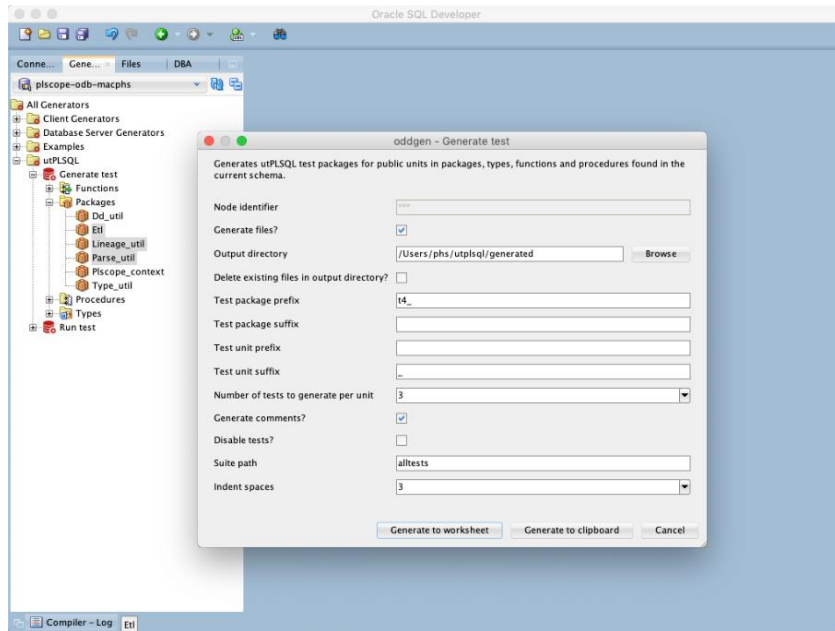 Oracle SQL Developer
Conne... Gene... Files DBA
plscope-odb-macphs
All Generators
Client Generators
Database Server Generators
Examples
utPLSQL
Generate test
Functions
Packages
Dd_util
Etl
Lineage_util
Parse_util
Plscope_context
Type_util
Procedures
Types
Run test
oddgen - Generate test
Generates utPLSQL test packages for public units in packages, types, functions and procedures found in the
current schema.
Node identifier ***
Generate files?
Output directory /Users/phs/utplsql/generated Browse
Delete existing files in output directory?
Test package prefix t4_
Test package suffix
Test unit prefix
Test unit suffix _
Number of tests to generate per unit 3
Generate comments?
Disable tests?
Suite path alltests
Indent spaces 3
Generate to worksheet Generate to clipboard Cancel
Compiler - Log Etl